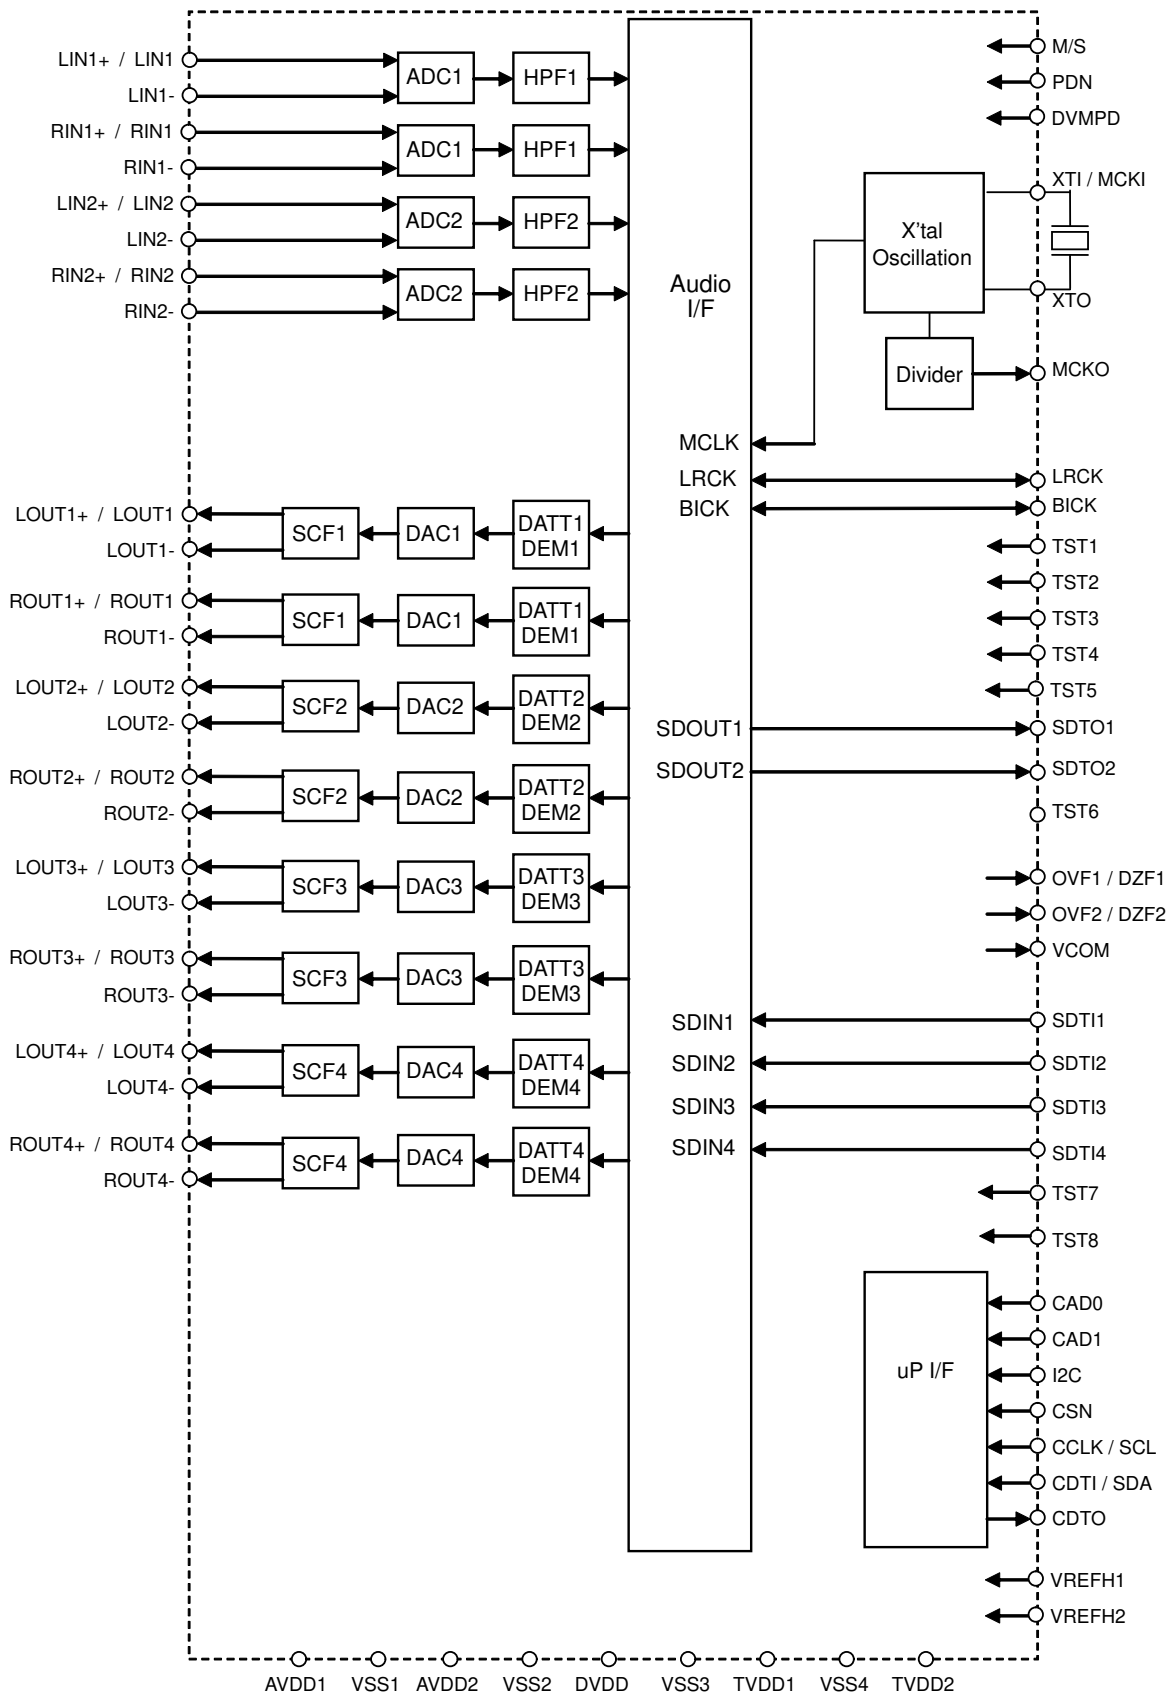 LIN1+ / LIN1
LIN1-
RIN1+ / RIN1
RIN1-
LIN2+ / LIN2
LIN2-
RIN2+ / RIN2
RIN2-
ADC1
HPF1
ADC1
HPF1
ADC2
HPF2
ADC2
HPF2
LOUT1+ / LOUT1
LOUT1-
ROUT1+ / ROUT1
ROUT1-
LOUT2+ / LOUT2
LOUT2-
ROUT2+ / ROUT2
ROUT2-
LOUT3+ / LOUT3
LOUT3-
ROUT3+ / ROUT3
ROUT3-
LOUT4+ / LOUT4
LOUT4-
ROUT4+ / ROUT4
ROUT4-
SCF1
DAC1
DATT1
DEM1
SCF1
DAC1
DATT1
DEM1
SCF2
DAC2
DATT2
DEM2
SCF2
DAC2
DATT2
DEM2
SCF3
DAC3
DATT3
DEM3
SCF3
DAC3
DATT3
DEM3
SCF4
DAC4
DATT4
DEM4
SCF4
DAC4
DATT4
DEM4
Audio
I/F
MCLK
LRCK
BICK
SDOUT1
SDOUT2
SDIN1
SDIN2
SDIN3
SDIN4
X'tal
Oscillation
Divider
uP I/F
M/S
PDN
DVMPD
XTI / MCKI
XTO
MCKO
LRCK
BICK
TST1
TST2
TST3
TST4
TST5
SDTO1
SDTO2
TST6
OVF1 / DZF1
OVF2 / DZF2
VCOM
SDTI1
SDTI2
SDTI3
SDTI4
TST7
TST8
CAD0
CAD1
I2C
CSN
CCLK / SCL
CDTI / SDA
CDTO
VREFH1
VREFH2
AVDD1 VSS1 AVDD2 VSS2 DVDD VSS3 TVDD1 VSS4 TVDD2